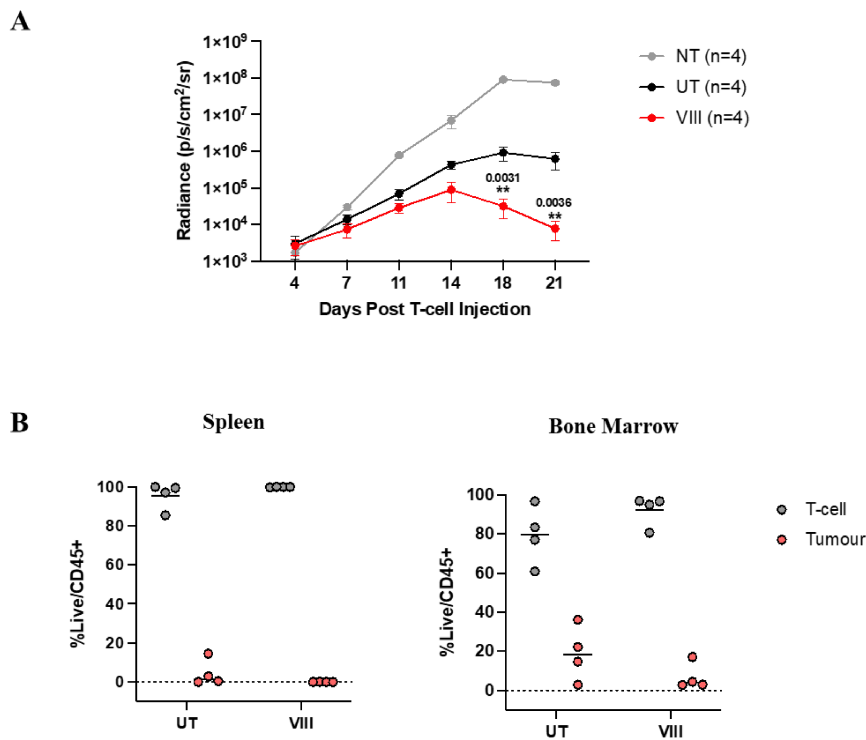 A
1×10⁹
1×10⁸
1×10⁷
1×10⁶
1×10⁵
1×10⁴
1×10³
Radiance (p/s/cm²/sr)
0.0031
**
0.0036
**
4 7 11 14 18 21
Days Post T-cell Injection
NT (n=4)
UT (n=4)
VIII (n=4)
B
Spleen
100
80
60
40
20
0
%Live/CD45+
UT VIII
Bone Marrow
100
80
60
40
20
0
%Live/CD45+
UT VIII
T-cell
Tumour